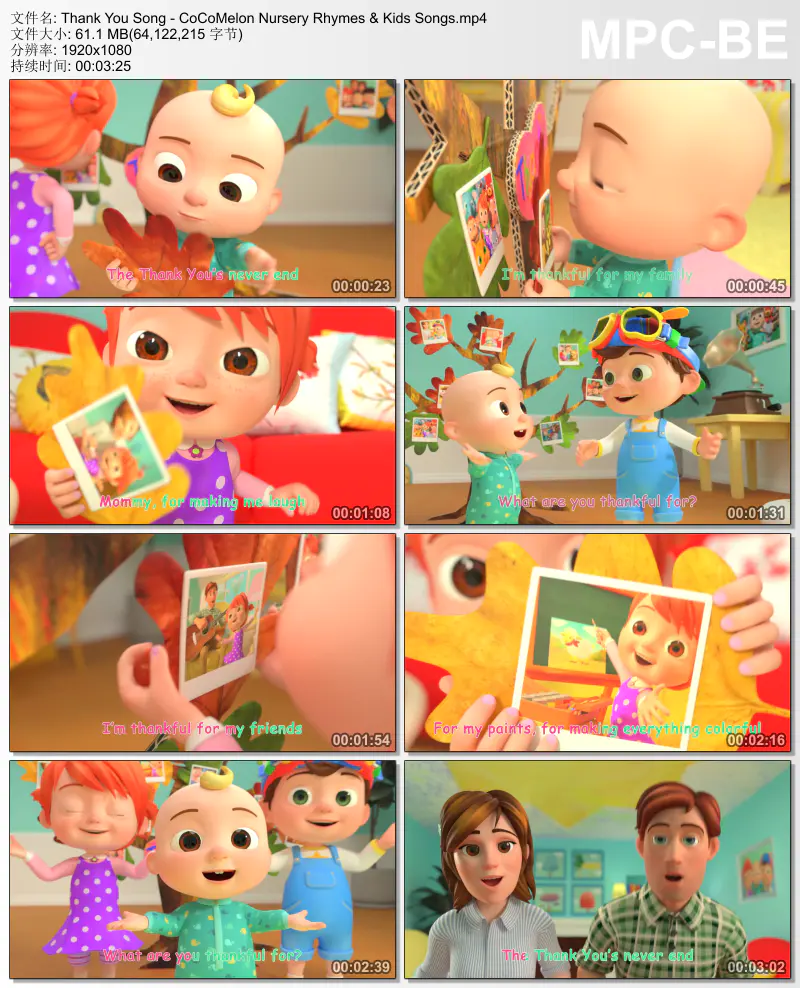 文件名: Thank You Song - CoCoMelon Nursery Rhymes & Kids Songs.mp4
文件大小: 61.1 MB(64,122,215 字节)
分辨率: 1920x1080
持续时间: 00:03:25
MPC-BE
The Thank You's never end
00:00:23
I'm thankful for my family
00:00:45
Mommy, for making me laugh
00:01:08
What are you thankful for?
00:01:31
I'm thankful for my friends
00:01:54
For my paints, for making everything colorful
00:02:16
What are you thankful for?
00:02:39
The Thank You's never end
00:03:02